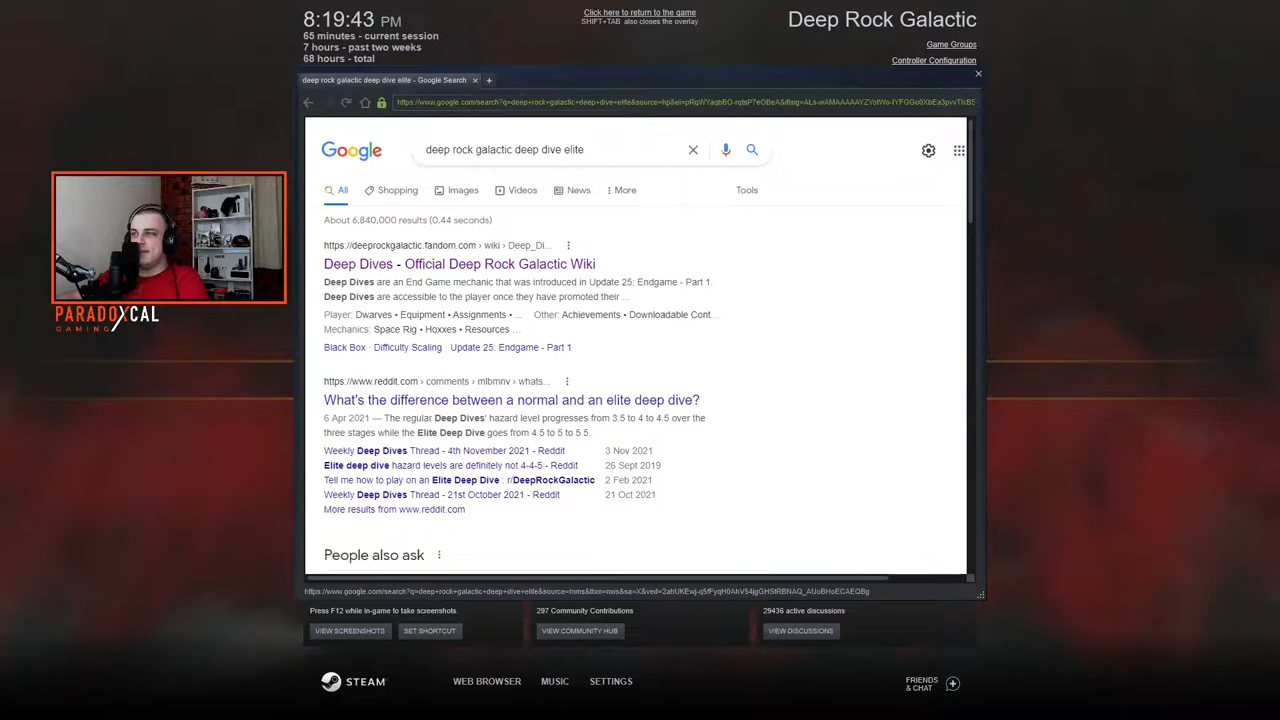 8:19:43 PM
65 minutes - current session
7 hours - past two weeks
68 hours - total
Click here to return to the game
SHIFT+TAB also closes the overlay
Deep Rock Galactic
Game Groups
Controller Configuration
deep rock galactic deep dive elite - Google Search
Google
deep rock galactic deep dive elite
All
Shopping
Images
Videos
News
More
Tools
About 6,840,000 results (0.44 seconds)
https://deeprockgalactic.fandom.com › wiki › Deep_Di...
Deep Dives - Official Deep Rock Galactic Wiki
Deep Dives are an End Game mechanic that was introduced in Update 25: Endgame - Part 1.
Deep Dives are accessible to the player once they have promoted their ...
Player: Dwarves • Equipment • Assignments • ... Other: Achievements • Downloadable Cont...
Mechanics: Space Rig • Hoxxes • Resources ...
Black Box · Difficulty Scaling · Update 25: Endgame - Part 1
https://www.reddit.com › comments › mlbmnv › whats...
What's the difference between a normal and an elite deep dive?
6 Apr 2021 — The regular Deep Dives' hazard level progresses from 3.5 to 4 to 4.5 over the
three stages while the Elite Deep Dive goes from 4.5 to 5 to 5.5.
Weekly Deep Dives Thread - 4th November 2021 - Reddit 3 Nov 2021
Elite deep dive hazard levels are definitely not 4-4-5 - Reddit 26 Sept 2019
Tell me how to play on an Elite Deep Dive : r/DeepRockGalactic 2 Feb 2021
Weekly Deep Dives Thread - 21st October 2021 - Reddit 21 Oct 2021
More results from www.reddit.com
People also ask
PARADOXCAL
GAMING
Press F12 while in-game to take screenshots.
VIEW SCREENSHOTS
SET SHORTCUT
297 Community Contributions
VIEW COMMUNITY HUB
29436 active discussions
VIEW DISCUSSIONS
STEAM
WEB BROWSER
MUSIC
SETTINGS
FRIENDS
& CHAT